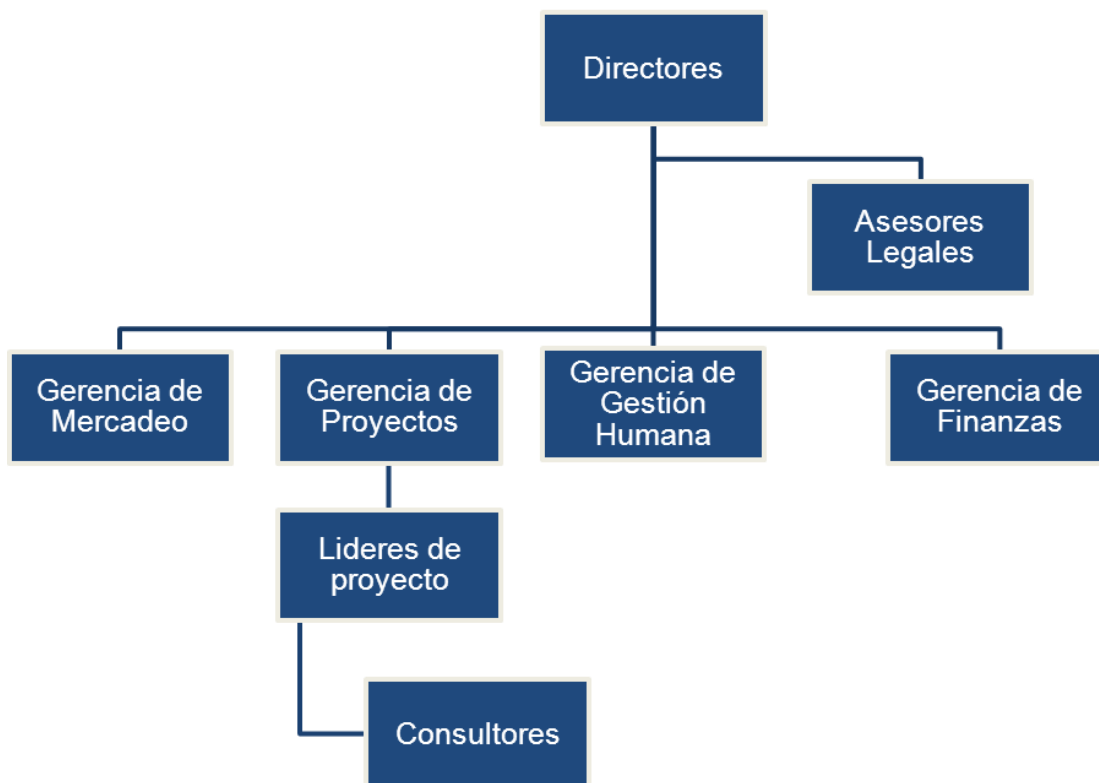 Directores
Asesores
Legales
Gerencia de
Mercadeo
Gerencia de
Proyectos
Gerencia de
Gestión
Humana
Gerencia de
Finanzas
Lideres de
proyecto
Consultores